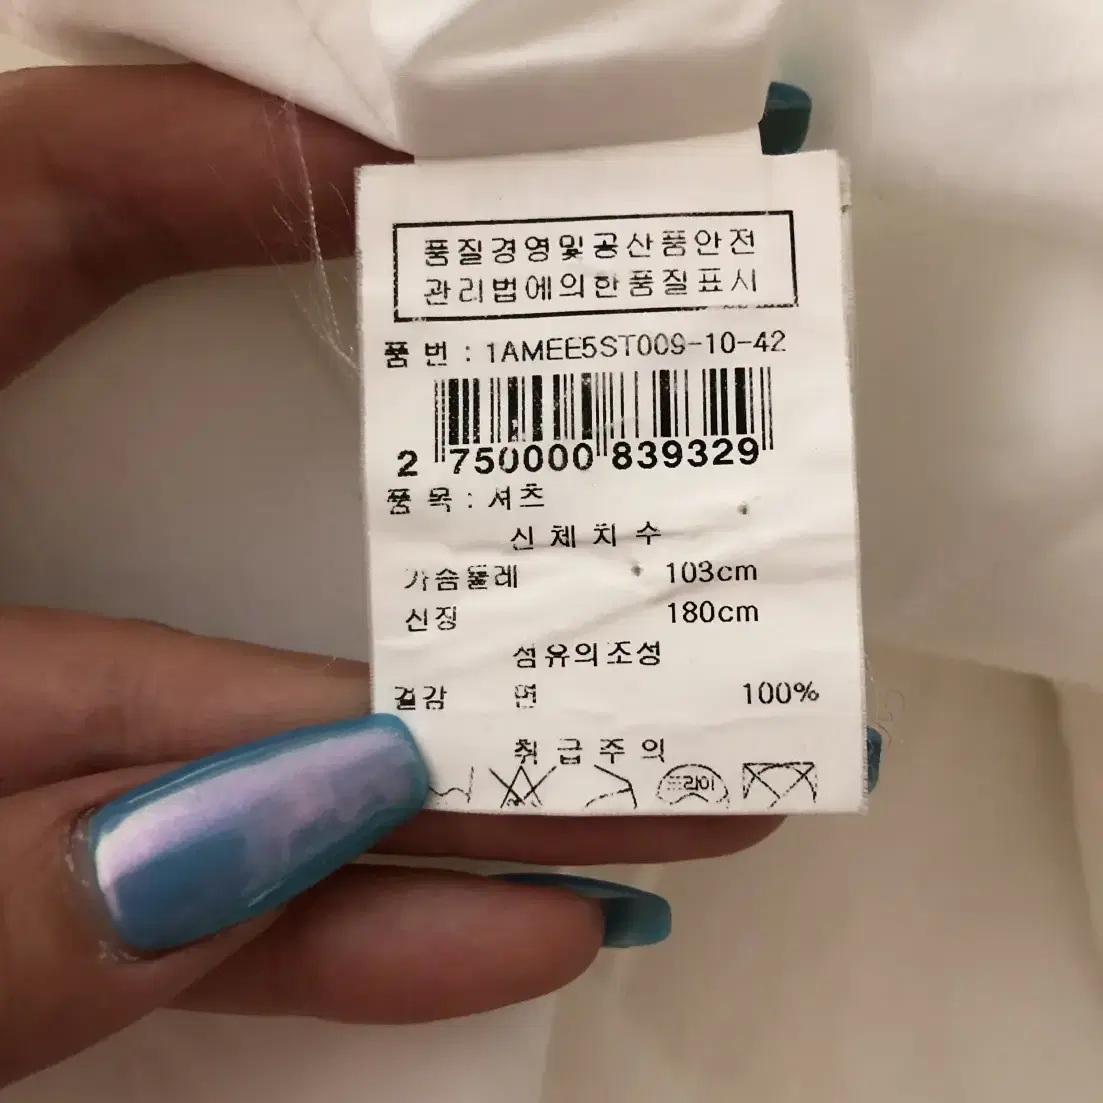 품질경영및공산품안전
관리법에의한품질표시
품 번 : 1AMEE5ST009-10-42
2 750000 839329
품 목 : 셔츠
신 체 치 수
가슴둘레 103cm
신장 180cm
섬유의조성
겉감 면 100%
취 급 주 의
드라이